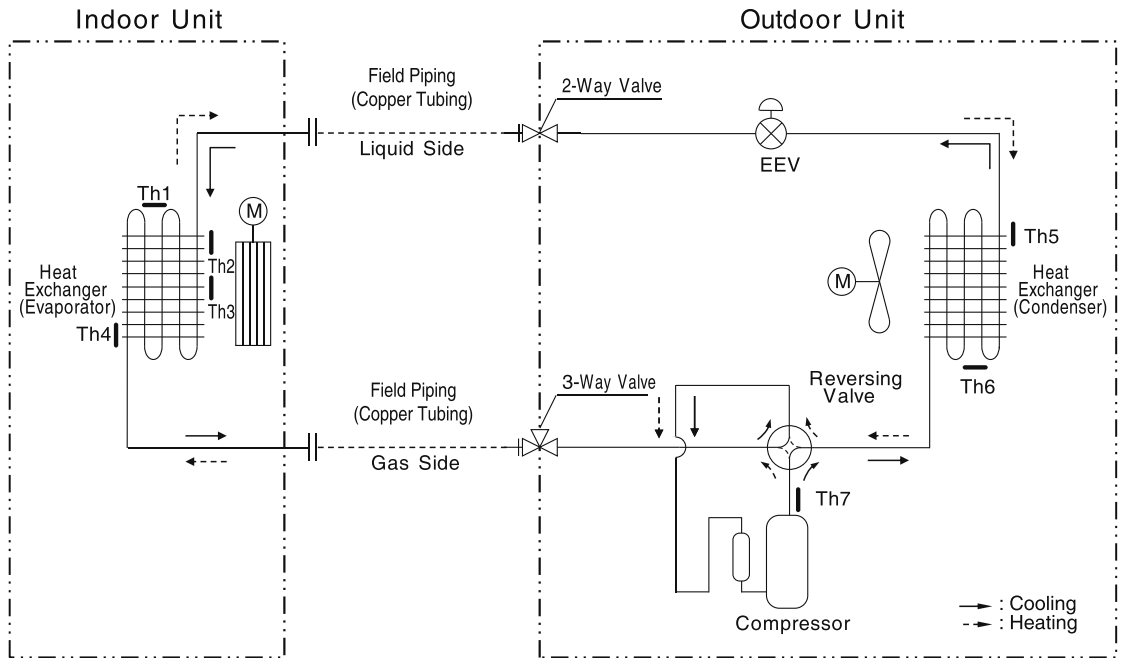 Indoor Unit
Outdoor Unit
Field Piping
(Copper Tubing)
Liquid Side
2-Way Valve
EEV
Th1
M
Th2
Th3
Heat
Exchanger
(Evaporator)
Th4
M
Th5
Heat
Exchanger
(Condenser)
Th6
Field Piping
(Copper Tubing)
Gas Side
3-Way Valve
Reversing
Valve
Th7
Compressor
: Cooling
: Heating